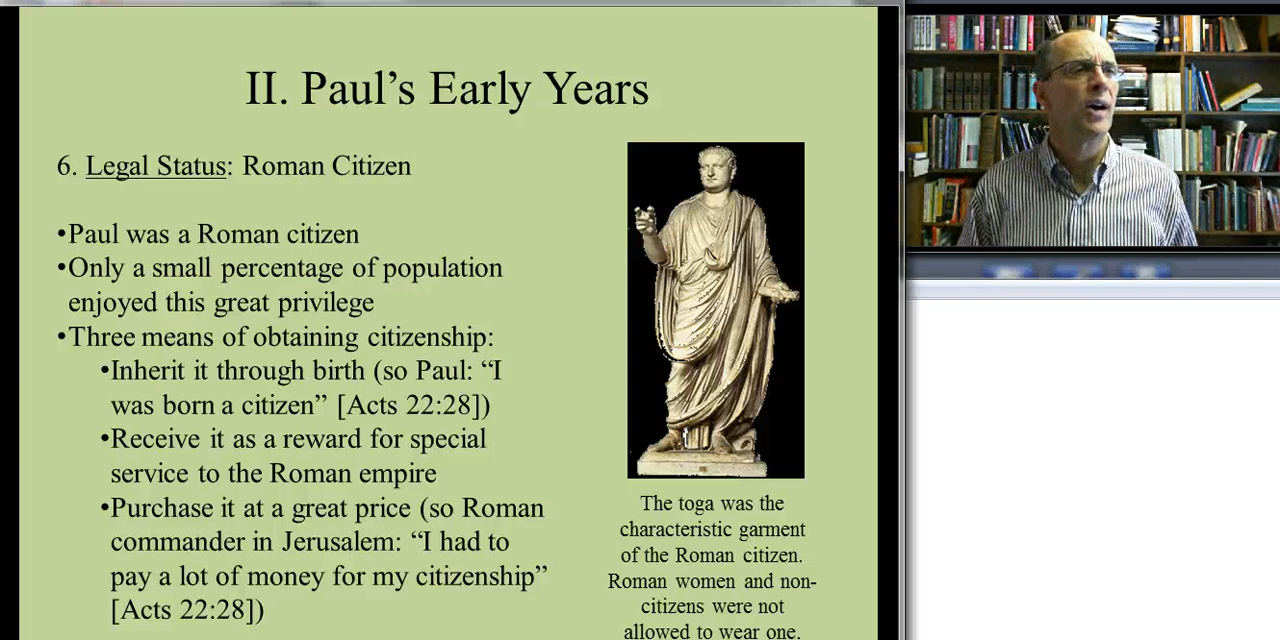 II. Paul’s Early Years
6. Legal Status: Roman Citizen
•Paul was a Roman citizen
•Only a small percentage of population
enjoyed this great privilege
•Three means of obtaining citizenship:
•Inherit it through birth (so Paul: “I
was born a citizen” [Acts 22:28])
•Receive it as a reward for special
service to the Roman empire
•Purchase it at a great price (so Roman
commander in Jerusalem: “I had to
pay a lot of money for my citizenship”
[Acts 22:28])
The toga was the
characteristic garment
of the Roman citizen.
Roman women and non-
citizens were not
allowed to wear one.